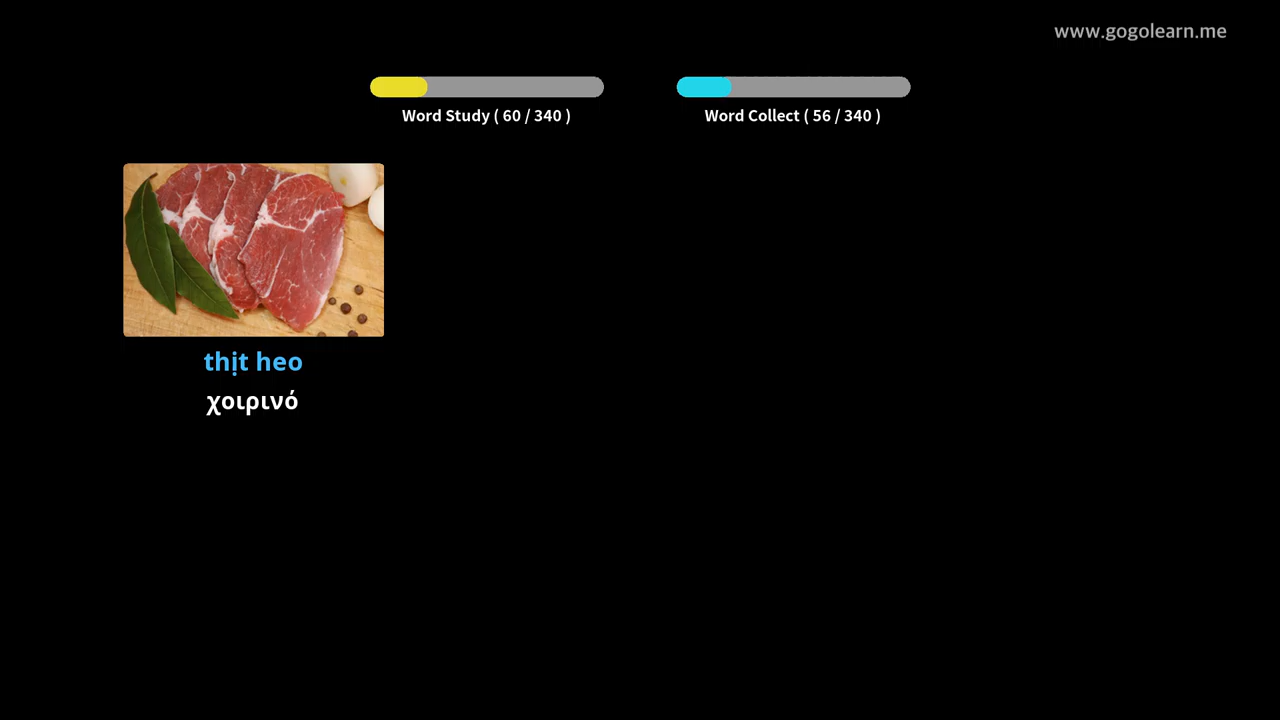 www.gogolearn.me
Word Study ( 60 / 340 )
Word Collect ( 56 / 340 )
thịt heo
χοιρινό